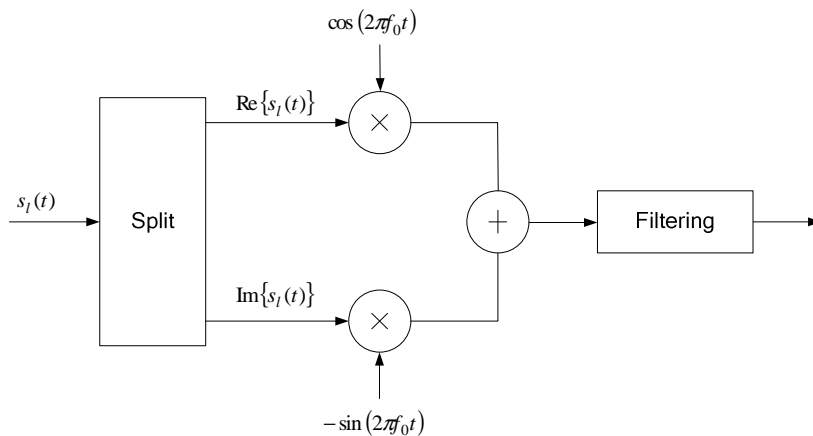 cos(2πf₀t)
Re{sₗ(t)}
×
sₗ(t)
Split
+
Filtering
Im{sₗ(t)}
×
−sin(2πf₀t)